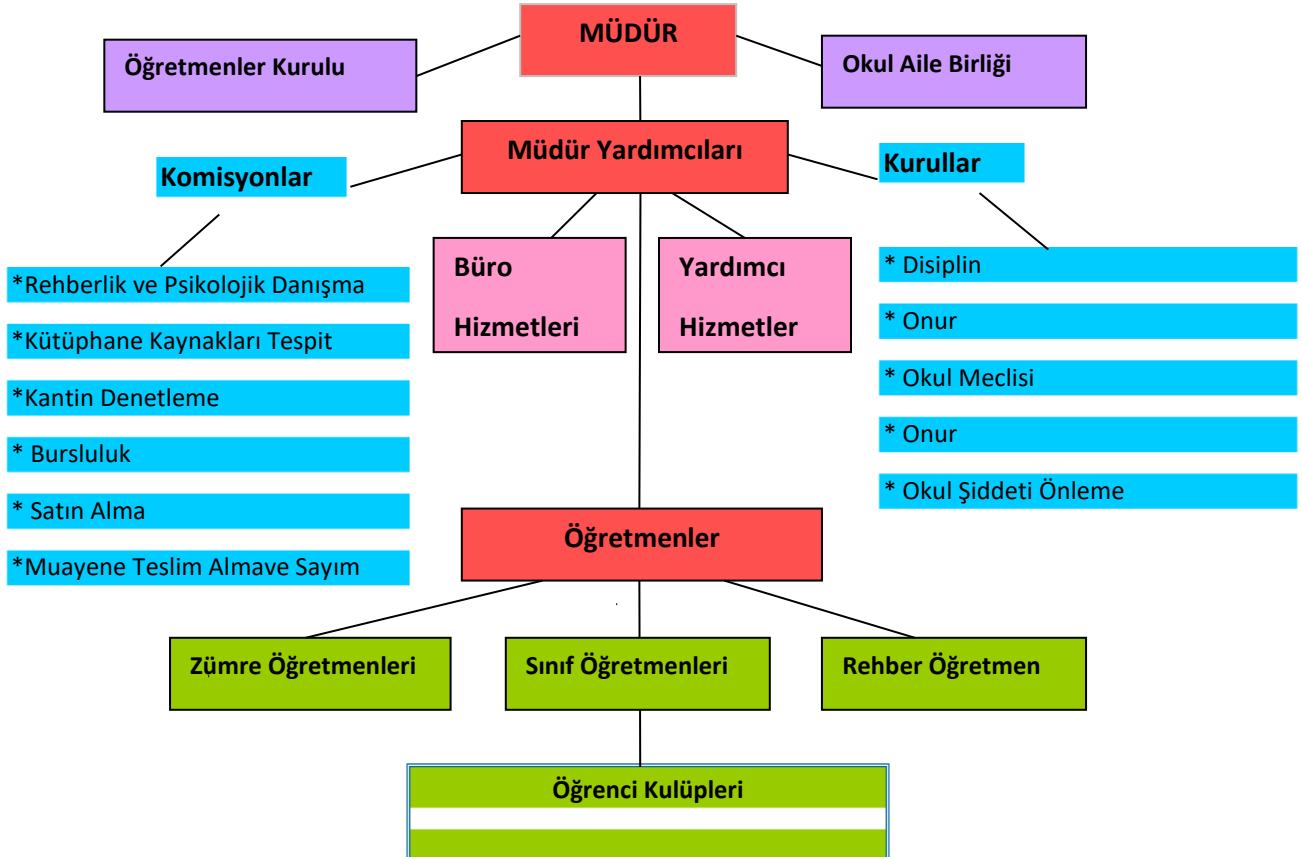 MÜDÜR
Öğretmenler Kurulu
Okul Aile Birliği
Müdür Yardımcıları
Komisyonlar
Kurullar
Büro
Hizmetleri
Yardımcı
Hizmetler
*Rehberlik ve Psikolojik Danışma
*Kütüphane Kaynakları Tespit
*Kantin Denetleme
* Bursluluk
* Satın Alma
*Muayene Teslim Almave Sayım
* Disiplin
* Onur
* Okul Meclisi
* Onur
* Okul Şiddeti Önleme
Öğretmenler
Zümre Öğretmenleri
Sınıf Öğretmenleri
Rehber Öğretmen
Öğrenci Kulüpleri